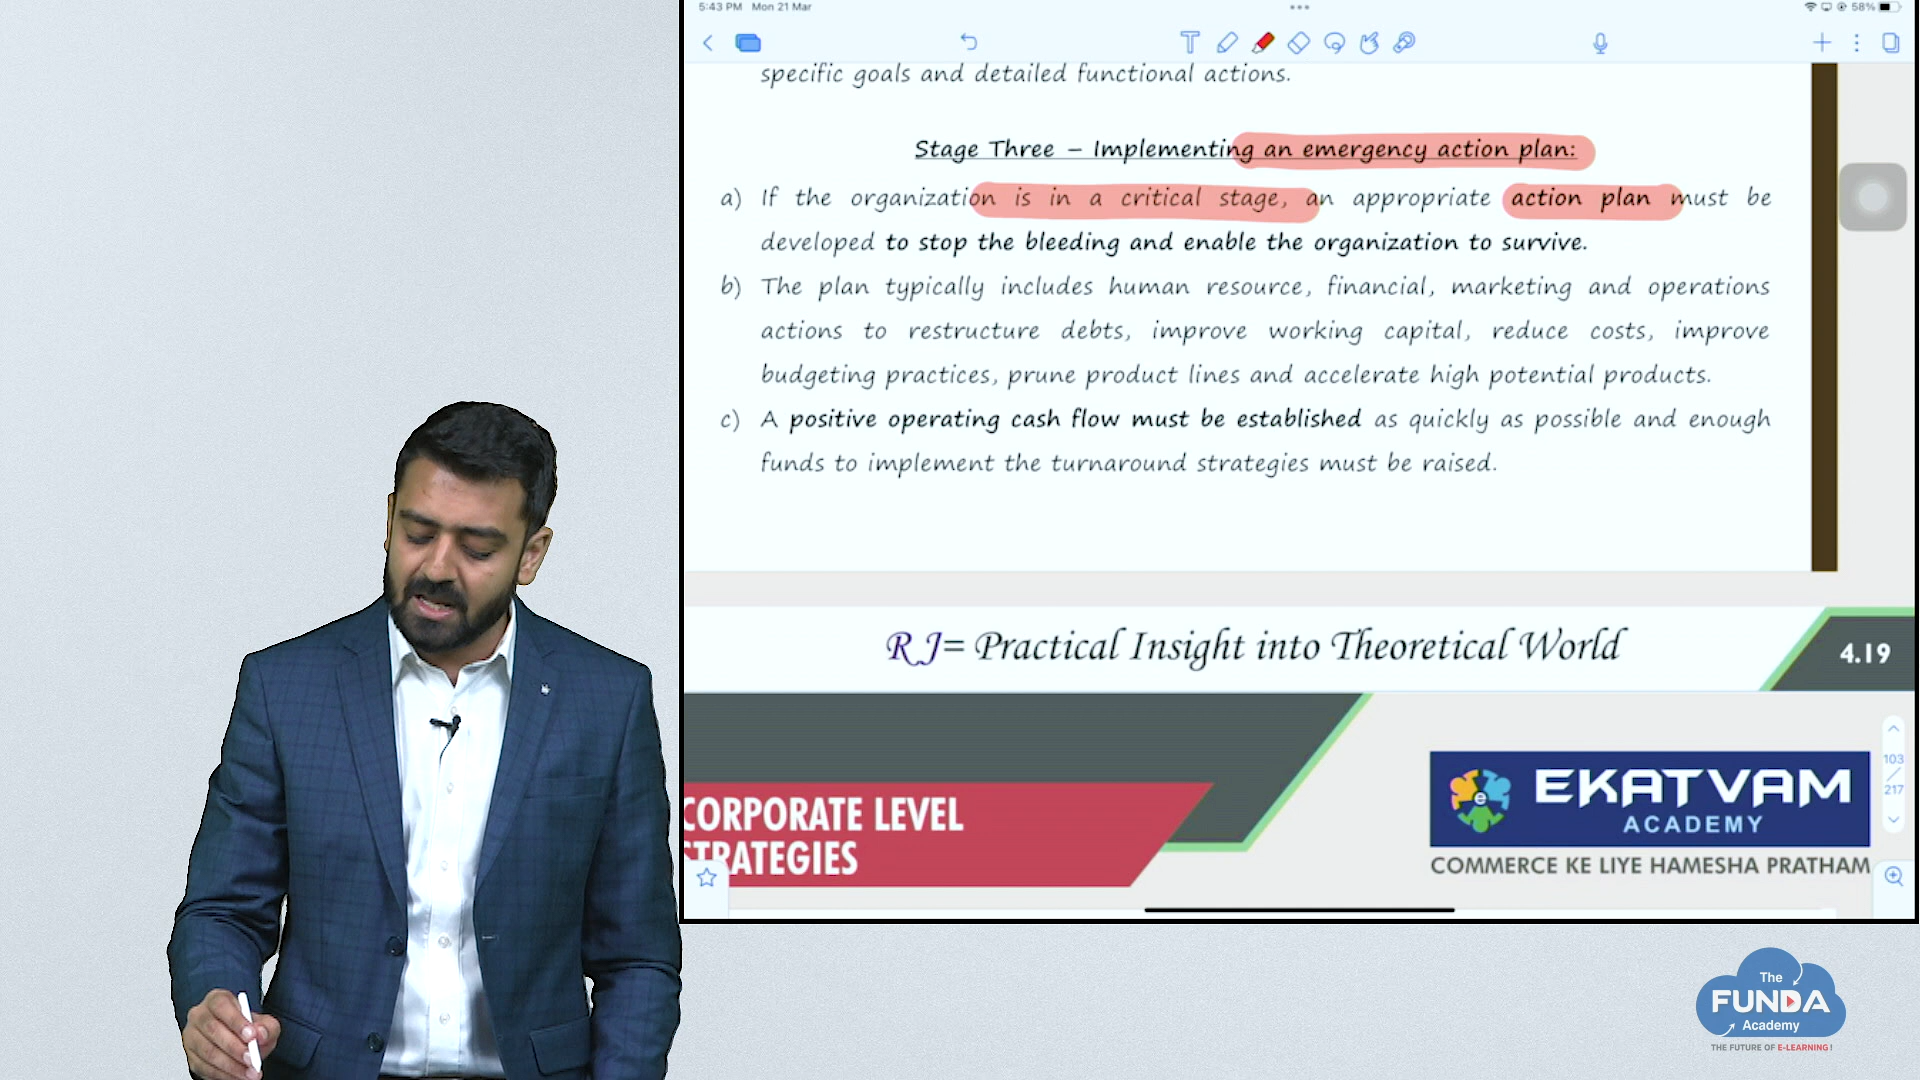 5:43 PM Mon 21 Mar
58%
specific goals and detailed functional actions.
Stage Three – Implementing an emergency action plan:
a) If the organization is in a critical stage, an appropriate action plan must be
developed to stop the bleeding and enable the organization to survive.
b) The plan typically includes human resource, financial, marketing and operations
actions to restructure debts, improve working capital, reduce costs, improve
budgeting practices, prune product lines and accelerate high potential products.
c) A positive operating cash flow must be established as quickly as possible and enough
funds to implement the turnaround strategies must be raised.
RJ= Practical Insight into Theoretical World
4.19
CORPORATE LEVEL
STRATEGIES
e
EKATVAM
ACADEMY
COMMERCE KE LIYE HAMESHA PRATHAM
103
217
The
FUNDA
Academy
THE FUTURE OF E-LEARNING!